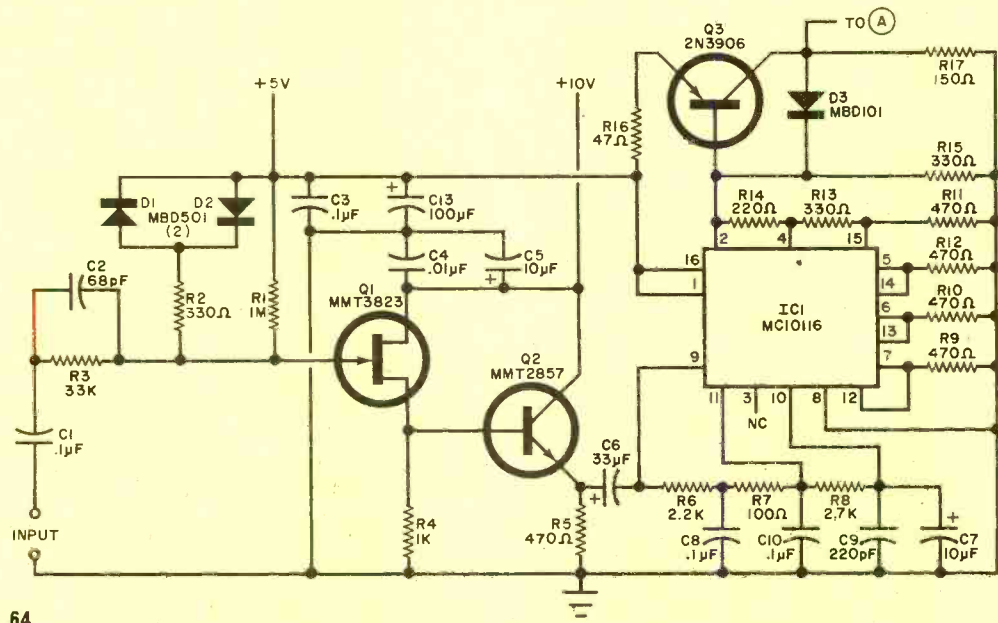 TO A
Q3
2N3906
R17
150Ω
+5V
+10V
D3
MBD101
R16
47Ω
R15
330Ω
D1
D2
MBD501
(2)
C3
.1µF
C13
100µF
+
R14
220Ω
R13
330Ω
R11
470Ω
C2
68pF
C4
.01µF
C5
10µF
+
2
4
15
R12
470Ω
16
1
5
14
R2
330Ω
R1
1M
Q1
MMT3823
IC1
MC10116
6
13
R10
470Ω
R3
33K
Q2
MMT2857
9
7
R9
470Ω
11
3
10
8
12
NC
C1
.1µF
C6
33µF
+
R6
2.2K
R7
100Ω
R8
2.7K
+
INPUT
R4
1K
R5
470Ω
C8
.1µF
C10
.1µF
C9
220pF
C7
10µF
64